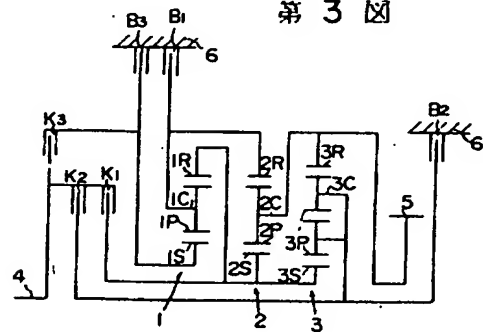 第 3 図
B3 B1
6
K3
B2
6
K2 K1
1R 2R 3R
1C 2C 3C
5
1P 2P 3P
1S 2S 3S
4
1 2 3